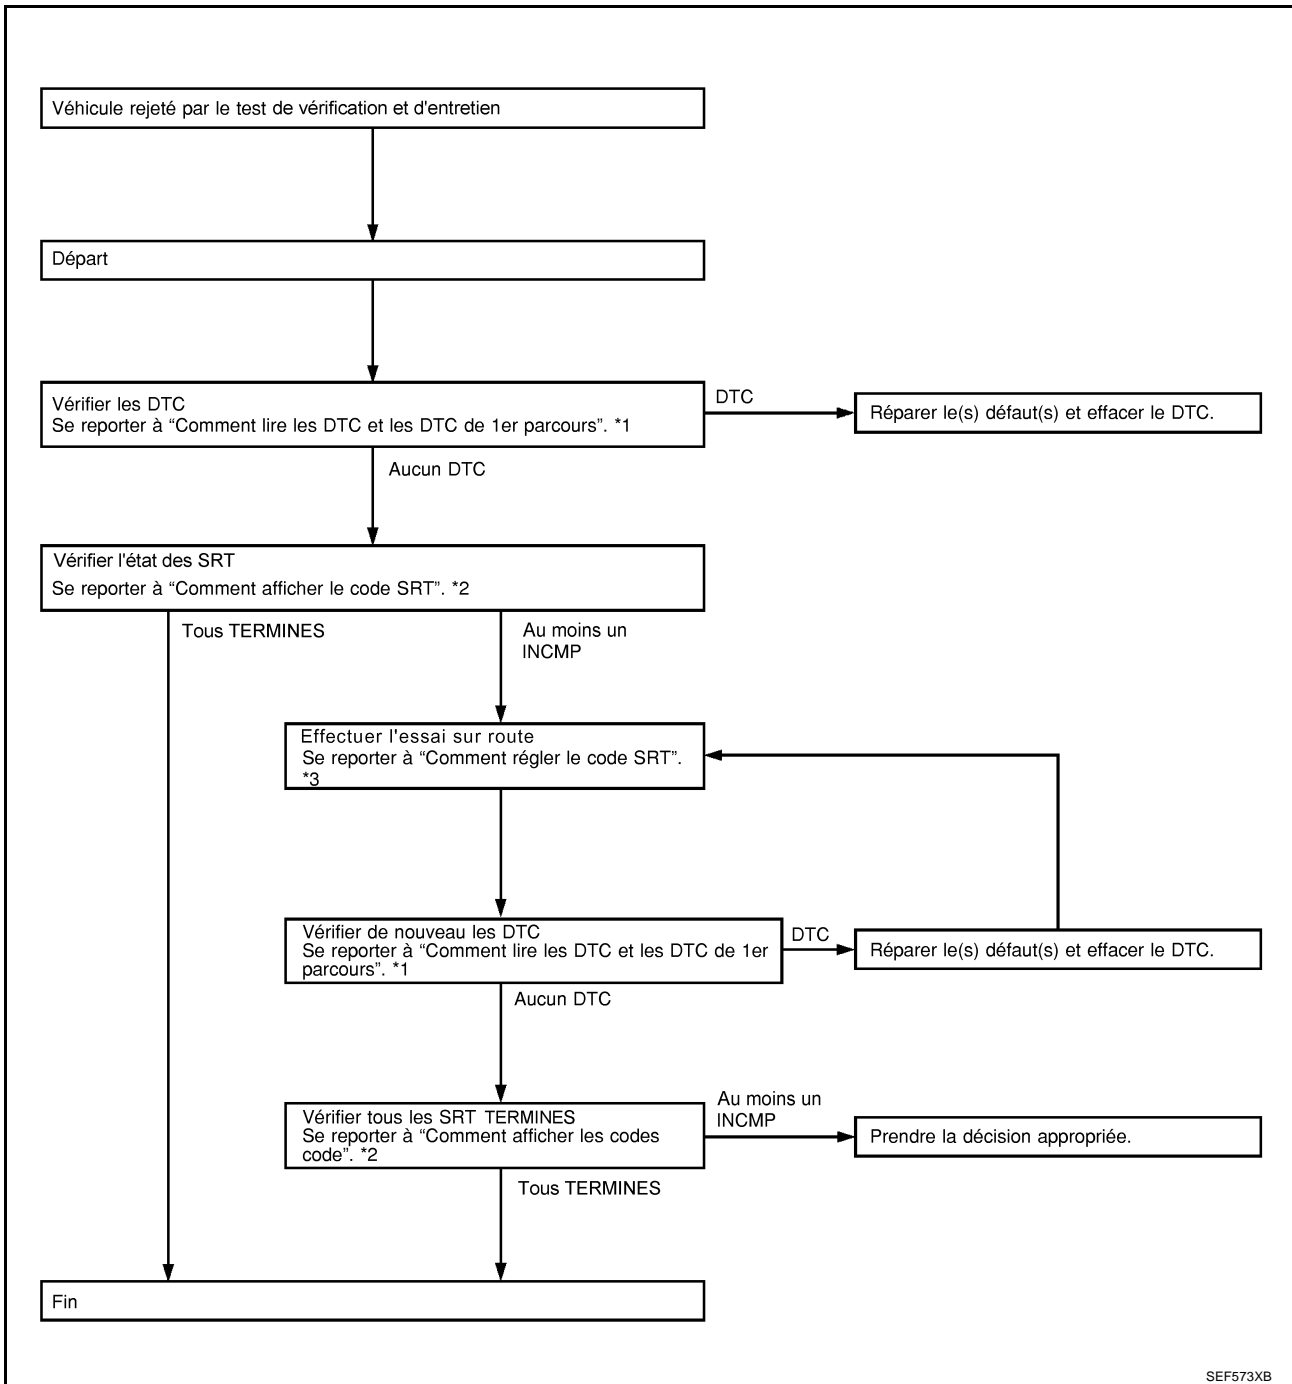 Véhicule rejeté par le test de vérification et d'entretien
Départ
Vérifier les DTC
Se reporter à “Comment lire les DTC et les DTC de 1er parcours”. *1
DTC
Réparer le(s) défaut(s) et effacer le DTC.
Aucun DTC
Vérifier l'état des SRT
Se reporter à “Comment afficher le code SRT”. *2
Tous TERMINES
Au moins un
INCMP
Effectuer l'essai sur route
Se reporter à “Comment régler le code SRT”.
*3
Vérifier de nouveau les DTC
Se reporter à “Comment lire les DTC et les DTC de 1er
parcours”. *1
DTC
Réparer le(s) défaut(s) et effacer le DTC.
Aucun DTC
Vérifier tous les SRT TERMINES
Se reporter à “Comment afficher les codes
code”. *2
Au moins un
INCMP
Prendre la décision appropriée.
Tous TERMINES
Fin
SEF573XB